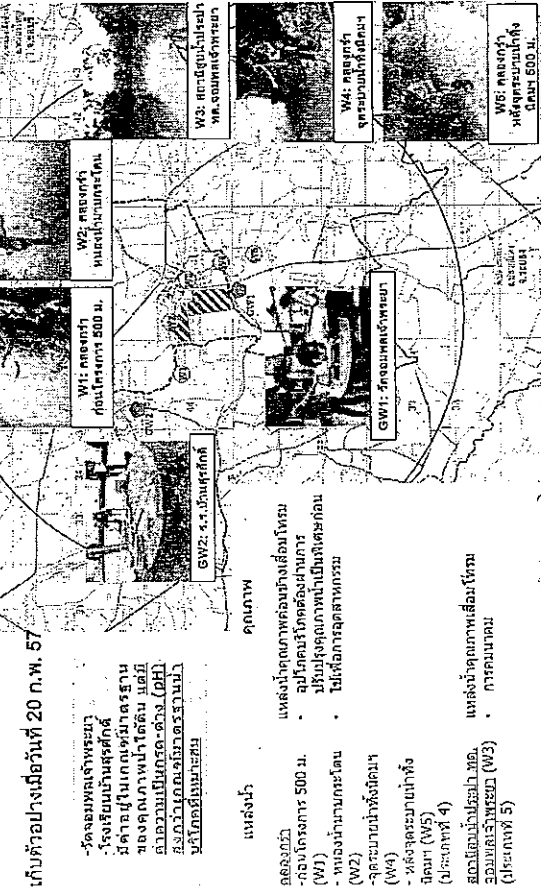 เก็บตัวอย่างเมื่อวันที่ 20 ก.พ. 57
-วัดจอมพลเจ้าพระยา
-โรงเรียนบ้านสุรศักดิ์
มีค่าอยู่ในเกณฑ์มาตรฐาน
ของคุณภาพน้ำใต้ดิน แต่มี
ค่าความเป็นกรด-ด่าง (pH)
สูงกว่าเกณฑ์มาตรฐานน้ำ
บริโภคที่เหมาะสม
GW2: ร.ร.บ้านสุรศักดิ์
W1: คลองกร่ำ
ก่อนโครงการ 500 ม.
W2: คลองกร่ำ
หนองน้ำมาบกระโดน
W3: สถานีสูบน้ำประปา
ทต.จอมพลเจ้าพระยา
W4: คลองกร่ำ
จุดระบายน้ำทิ้งนิคมฯ
W5: คลองกร่ำ
หลังจุดระบายน้ำทิ้ง
นิคมฯ 500 ม.
GW1: วัดจอมพลเจ้าพระยา
แหล่งน้ำ
คุณภาพ
คลองกร่ำ
-ก่อนโครงการ 500 ม.
(W1)
- หนองน้ำมาบกระโดน
(W2)
-จุดระบายน้ำทิ้งนิคมฯ
(W4)
- หลังจุดระบายน้ำทิ้ง
นิคมฯ (W5)
(ประเภทที่ 4)
แหล่งน้ำคุณภาพค่อนข้างเสื่อมโทรม
• อุปโภคบริโภคต้องผ่านการ
ปรับปรุงคุณภาพน้ำเป็นพิเศษก่อน
• ใช้เพื่อการอุตสาหกรรม
สถานีสูบน้ำประปา ทต.
จอมพลเจ้าพระยา (W3)
(ประเภทที่ 5)
แหล่งน้ำคุณภาพเสื่อมโทรม
• การคมนาคม